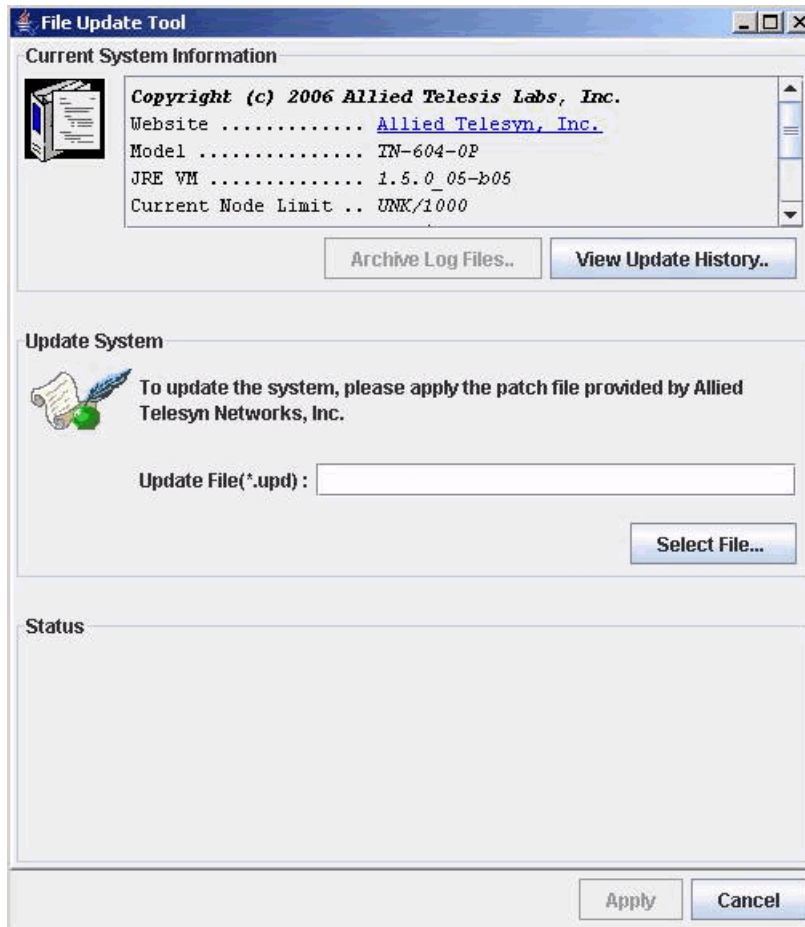 File Update Tool
Current System Information
Copyright (c) 2006 Allied Telesis Labs, Inc.
Website ............. Allied Telesyn, Inc.
Model ............... TN-604-0P
JRE VM .............. 1.5.0_05-b05
Current Node Limit .. UNK/1000
Archive Log Files..
View Update History..
Update System
To update the system, please apply the patch file provided by Allied
Telesyn Networks, Inc.
Update File(*.upd) :
Select File...
Status
Apply
Cancel